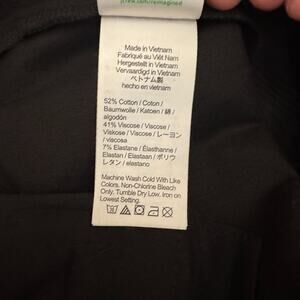 jcrew.com/reimagined
Made in Vietnam
Fabriqué au Viêt Nam
Hergestellt in Vietnam
Vervaardigd in Vietnam
ベトナム製
hecho en vietnam
52% Cotton / Coton /
Baumwolle / Katoen / 綿 /
algodón
41% Viscose / Viscose /
Viskose / Viscose / レーヨン
/ viscosa
7% Elastane / Élasthanne /
Elastan / Elastaan / ポリウ
レタン / elastano
Machine Wash Cold With Like
Colors. Non-Chlorine Bleach
Only. Tumble Dry Low. Iron on
Lowest Setting.